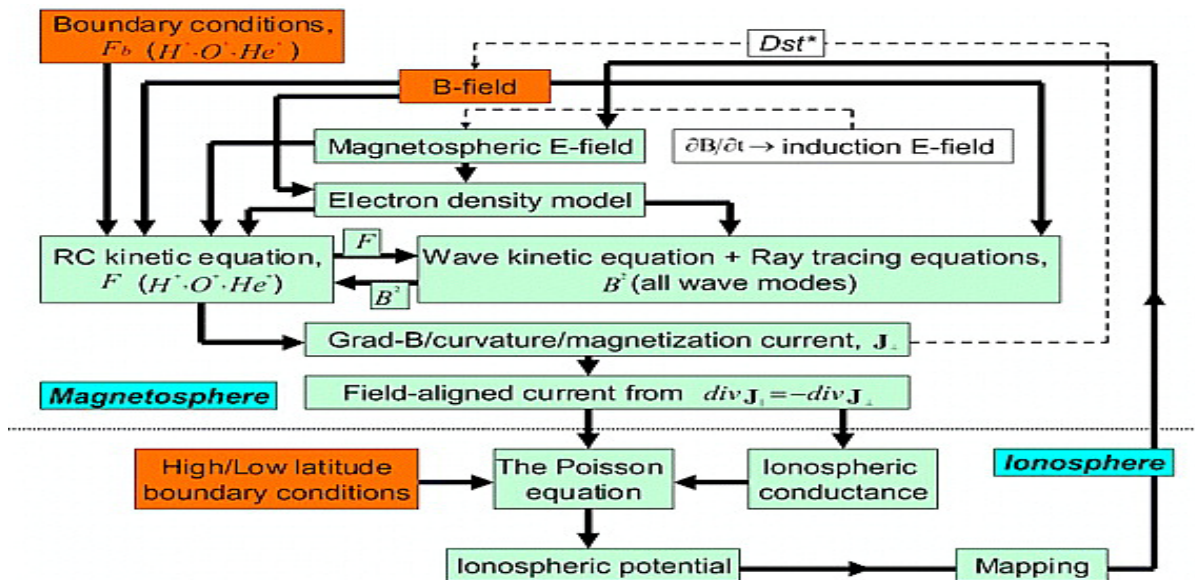 Boundary conditions,
F_b (H⁺·O⁺·He⁺)
Dst*
B-field
Magnetospheric E-field
∂B/∂t → induction E-field
Electron density model
RC kinetic equation,
F (H⁺·O⁺·He⁺)
F
B²
Wave kinetic equation + Ray tracing equations,
B² (all wave modes)
Grad-B/curvature/magnetization current, J⊥
Magnetosphere
Field-aligned current from div J∥ = -div J⊥
High/Low latitude
boundary conditions
The Poisson
equation
Ionospheric
conductance
Ionosphere
Ionospheric potential
Mapping